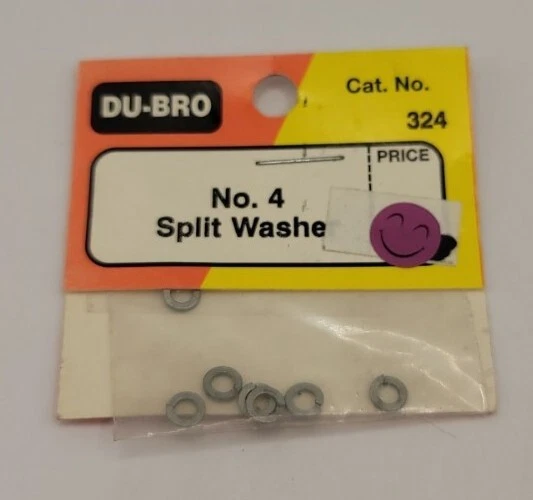 DU-BRO
Cat. No.
324
PRICE
No. 4
Split Washe